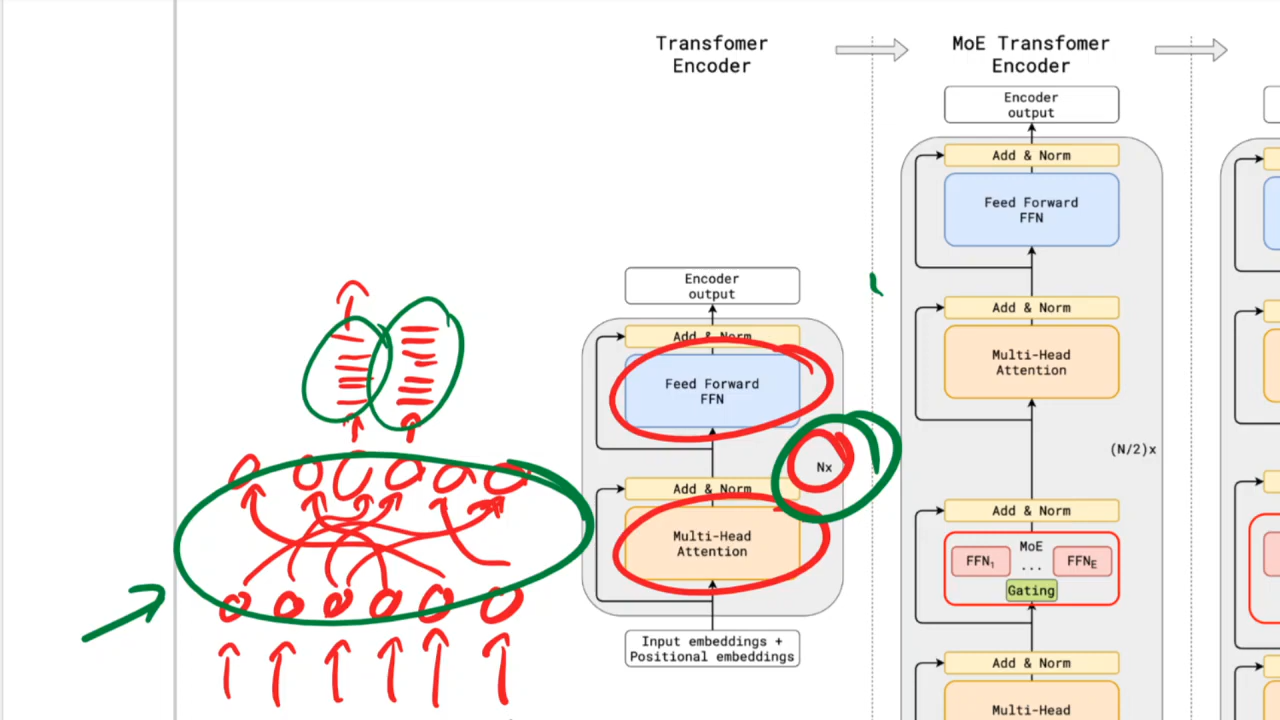 Transfomer
Encoder
MoE Transfomer
Encoder
Encoder
output
Add & Norm
Feed Forward
FFN
Nx
Add & Norm
Multi-Head
Attention
Input embeddings +
Positional embeddings
Encoder
output
Add & Norm
Feed Forward
FFN
Add & Norm
Multi-Head
Attention
(N/2)x
Add & Norm
MoE
FFN₁ ... FFNE
Gating
Add & Norm
Multi-Head